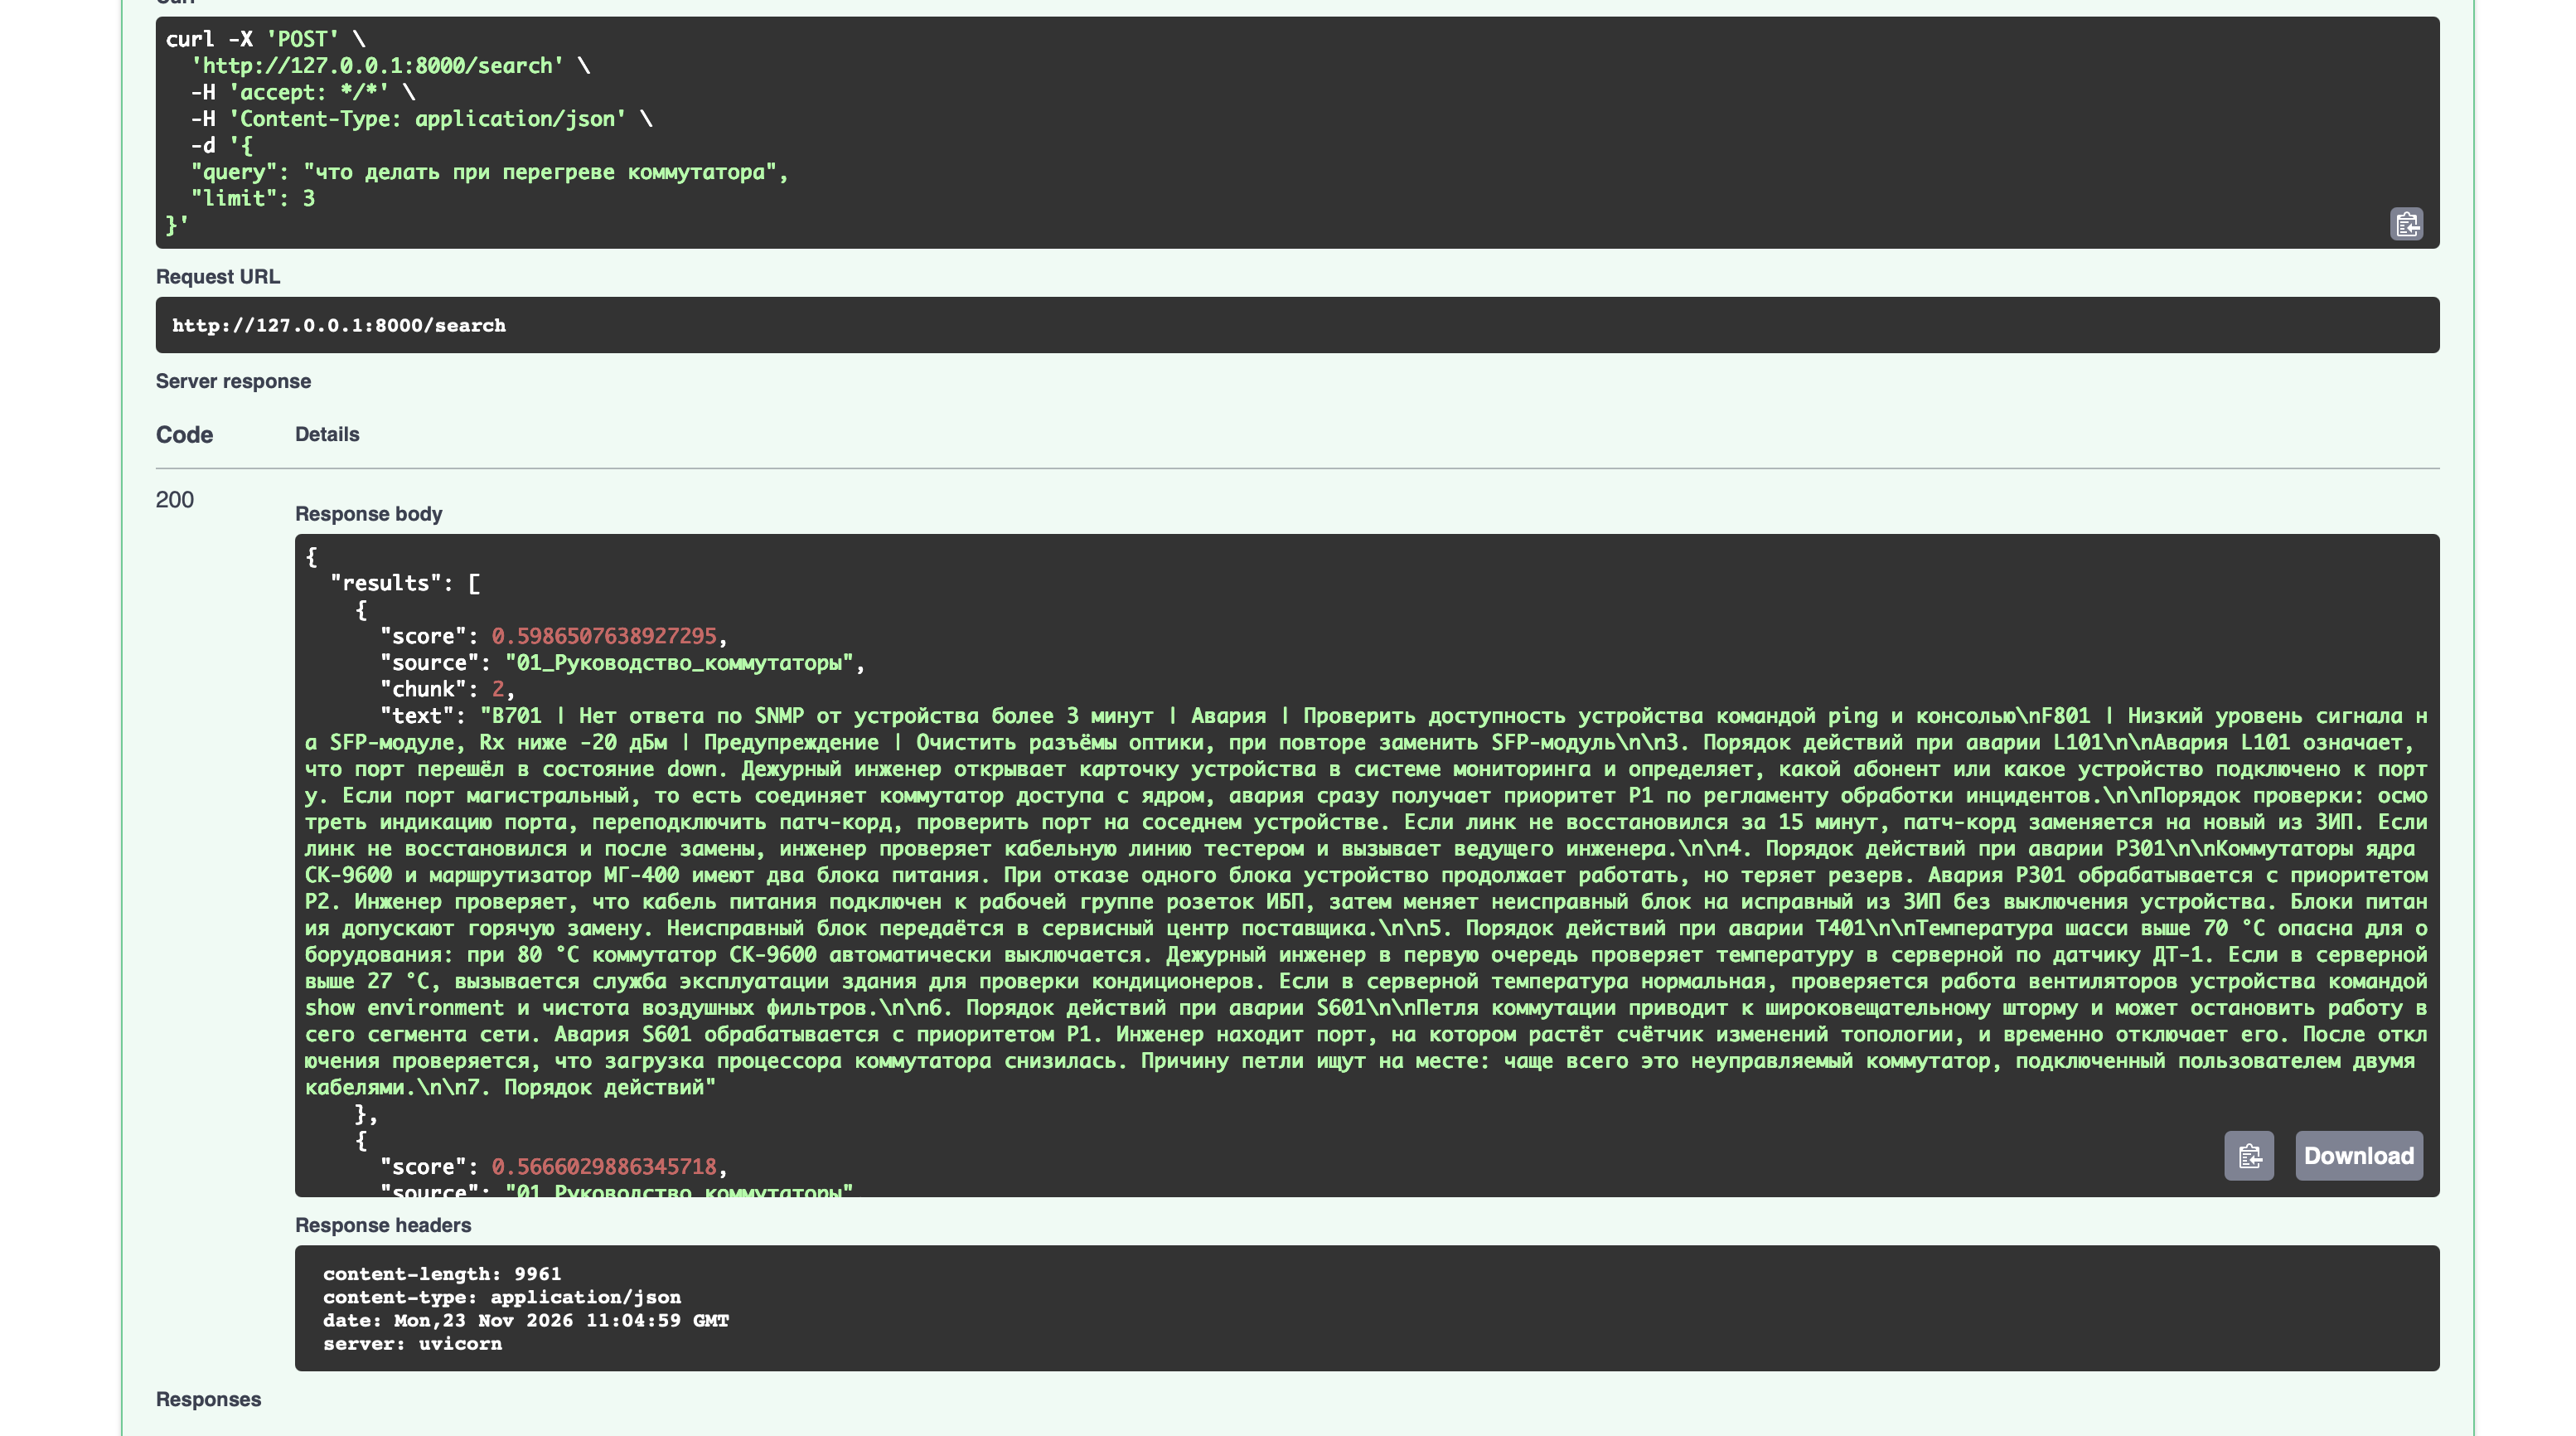 Curl
curl -X 'POST' \
  'http://127.0.0.1:8000/search' \
  -H 'accept: */*' \
  -H 'Content-Type: application/json' \
  -d '{
  "query": "что делать при перегреве коммутатора",
  "limit": 3
}'
Request URL
http://127.0.0.1:8000/search
Server response
Code Details
200
Response body
{
  "results": [
    {
      "score": 0.5986507638927295,
      "source": "01_Руководство_коммутаторы",
      "chunk": 2,
      "text": "B701 | Нет ответа по SNMP от устройства более 3 минут | Авария | Проверить доступность устройства командой ping и консолью\nF801 | Низкий уровень сигнала н
а SFP-модуле, Rx ниже -20 дБм | Предупреждение | Очистить разъёмы оптики, при повторе заменить SFP-модуль\n\n3. Порядок действий при аварии L101\n\nАвария L101 означает,
что порт перешёл в состояние down. Дежурный инженер открывает карточку устройства в системе мониторинга и определяет, какой абонент или какое устройство подключено к порт
у. Если порт магистральный, то есть соединяет коммутатор доступа с ядром, авария сразу получает приоритет P1 по регламенту обработки инцидентов.\n\nПорядок проверки: осмо
треть индикацию порта, переподключить патч-корд, проверить порт на соседнем устройстве. Если линк не восстановился за 15 минут, патч-корд заменяется на новый из ЗИП. Если
линк не восстановился и после замены, инженер проверяет кабельную линию тестером и вызывает ведущего инженера.\n\n4. Порядок действий при аварии P301\n\nКоммутаторы ядра
СК-9600 и маршрутизатор МГ-400 имеют два блока питания. При отказе одного блока устройство продолжает работать, но теряет резерв. Авария P301 обрабатывается с приоритетом
P2. Инженер проверяет, что кабель питания подключен к рабочей группе розеток ИБП, затем меняет неисправный блок на исправный из ЗИП без выключения устройства. Блоки питан
ия допускают горячую замену. Неисправный блок передаётся в сервисный центр поставщика.\n\n5. Порядок действий при аварии T401\n\nТемпература шасси выше 70 °C опасна для о
борудования: при 80 °C коммутатор СК-9600 автоматически выключается. Дежурный инженер в первую очередь проверяет температуру в серверной по датчику ДТ-1. Если в серверной
выше 27 °C, вызывается служба эксплуатации здания для проверки кондиционеров. Если в серверной температура нормальная, проверяется работа вентиляторов устройства командой
show environment и чистота воздушных фильтров.\n\n6. Порядок действий при аварии S601\n\nПетля коммутации приводит к широковещательному шторму и может остановить работу в
сего сегмента сети. Авария S601 обрабатывается с приоритетом P1. Инженер находит порт, на котором растёт счётчик изменений топологии, и временно отключает его. После откл
ючения проверяется, что загрузка процессора коммутатора снизилась. Причину петли ищут на месте: чаще всего это неуправляемый коммутатор, подключенный пользователем двумя
кабелями.\n\n7. Порядок действий"
    },
    {
      "score": 0.5666029886345718,
      "source": "01_Руководство_коммутаторы"
Download
Response headers
content-length: 9961
content-type: application/json
date: Mon,23 Nov 2026 11:04:59 GMT
server: uvicorn
Responses